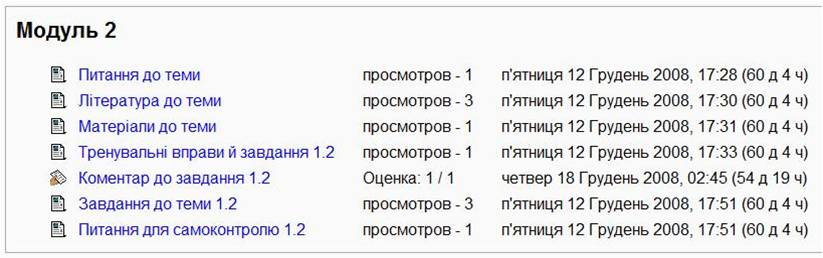 Модуль 2
Питання до теми просмотров - 1 п'ятниця 12 Грудень 2008, 17:28 (60 д 4 ч)
Література до теми просмотров - 3 п'ятниця 12 Грудень 2008, 17:30 (60 д 4 ч)
Матеріали до теми просмотров - 1 п'ятниця 12 Грудень 2008, 17:31 (60 д 4 ч)
Тренувальні вправи й завдання 1.2 просмотров - 1 п'ятниця 12 Грудень 2008, 17:33 (60 д 4 ч)
Коментар до завдання 1.2 Оценка: 1 / 1 четвер 18 Грудень 2008, 02:45 (54 д 19 ч)
Завдання до теми 1.2 просмотров - 3 п'ятниця 12 Грудень 2008, 17:51 (60 д 4 ч)
Питання для самоконтролю 1.2 просмотров - 1 п'ятниця 12 Грудень 2008, 17:51 (60 д 4 ч)